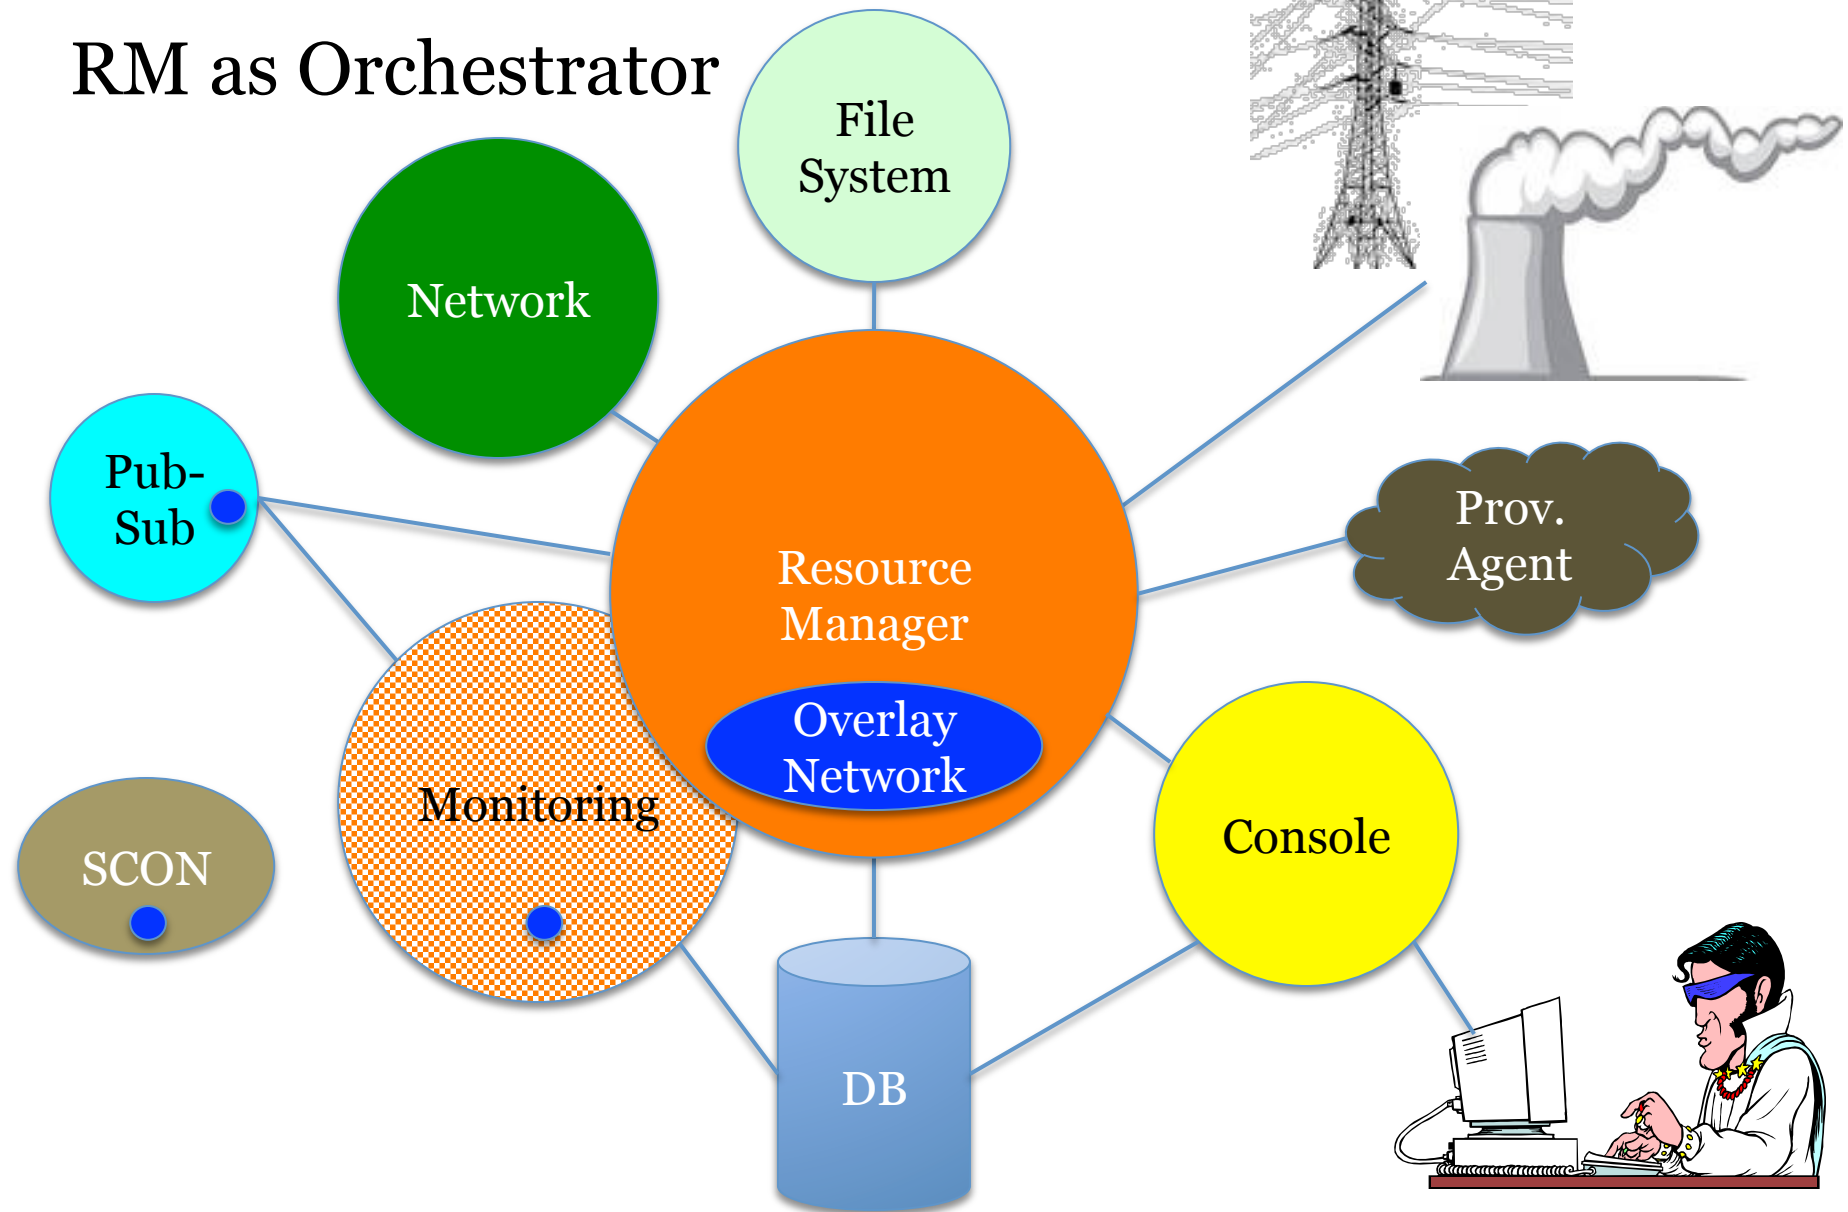 RM as Orchestrator
File
System
Network
Pub-
Sub
Prov.
Agent
Resource
Manager
Overlay
Network
Monitoring
Console
SCON
DB